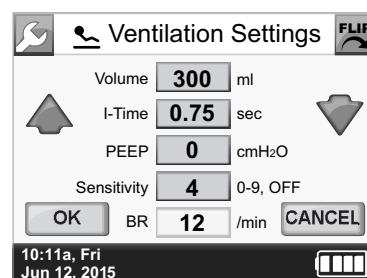 Ventilation Settings FLIP
Volume 300 ml
I-Time 0.75 sec
PEEP 0 cmH2O
Sensitivity 4 0-9, OFF
OK BR 12 /min CANCEL
10:11a, Fri
Jun 12, 2015